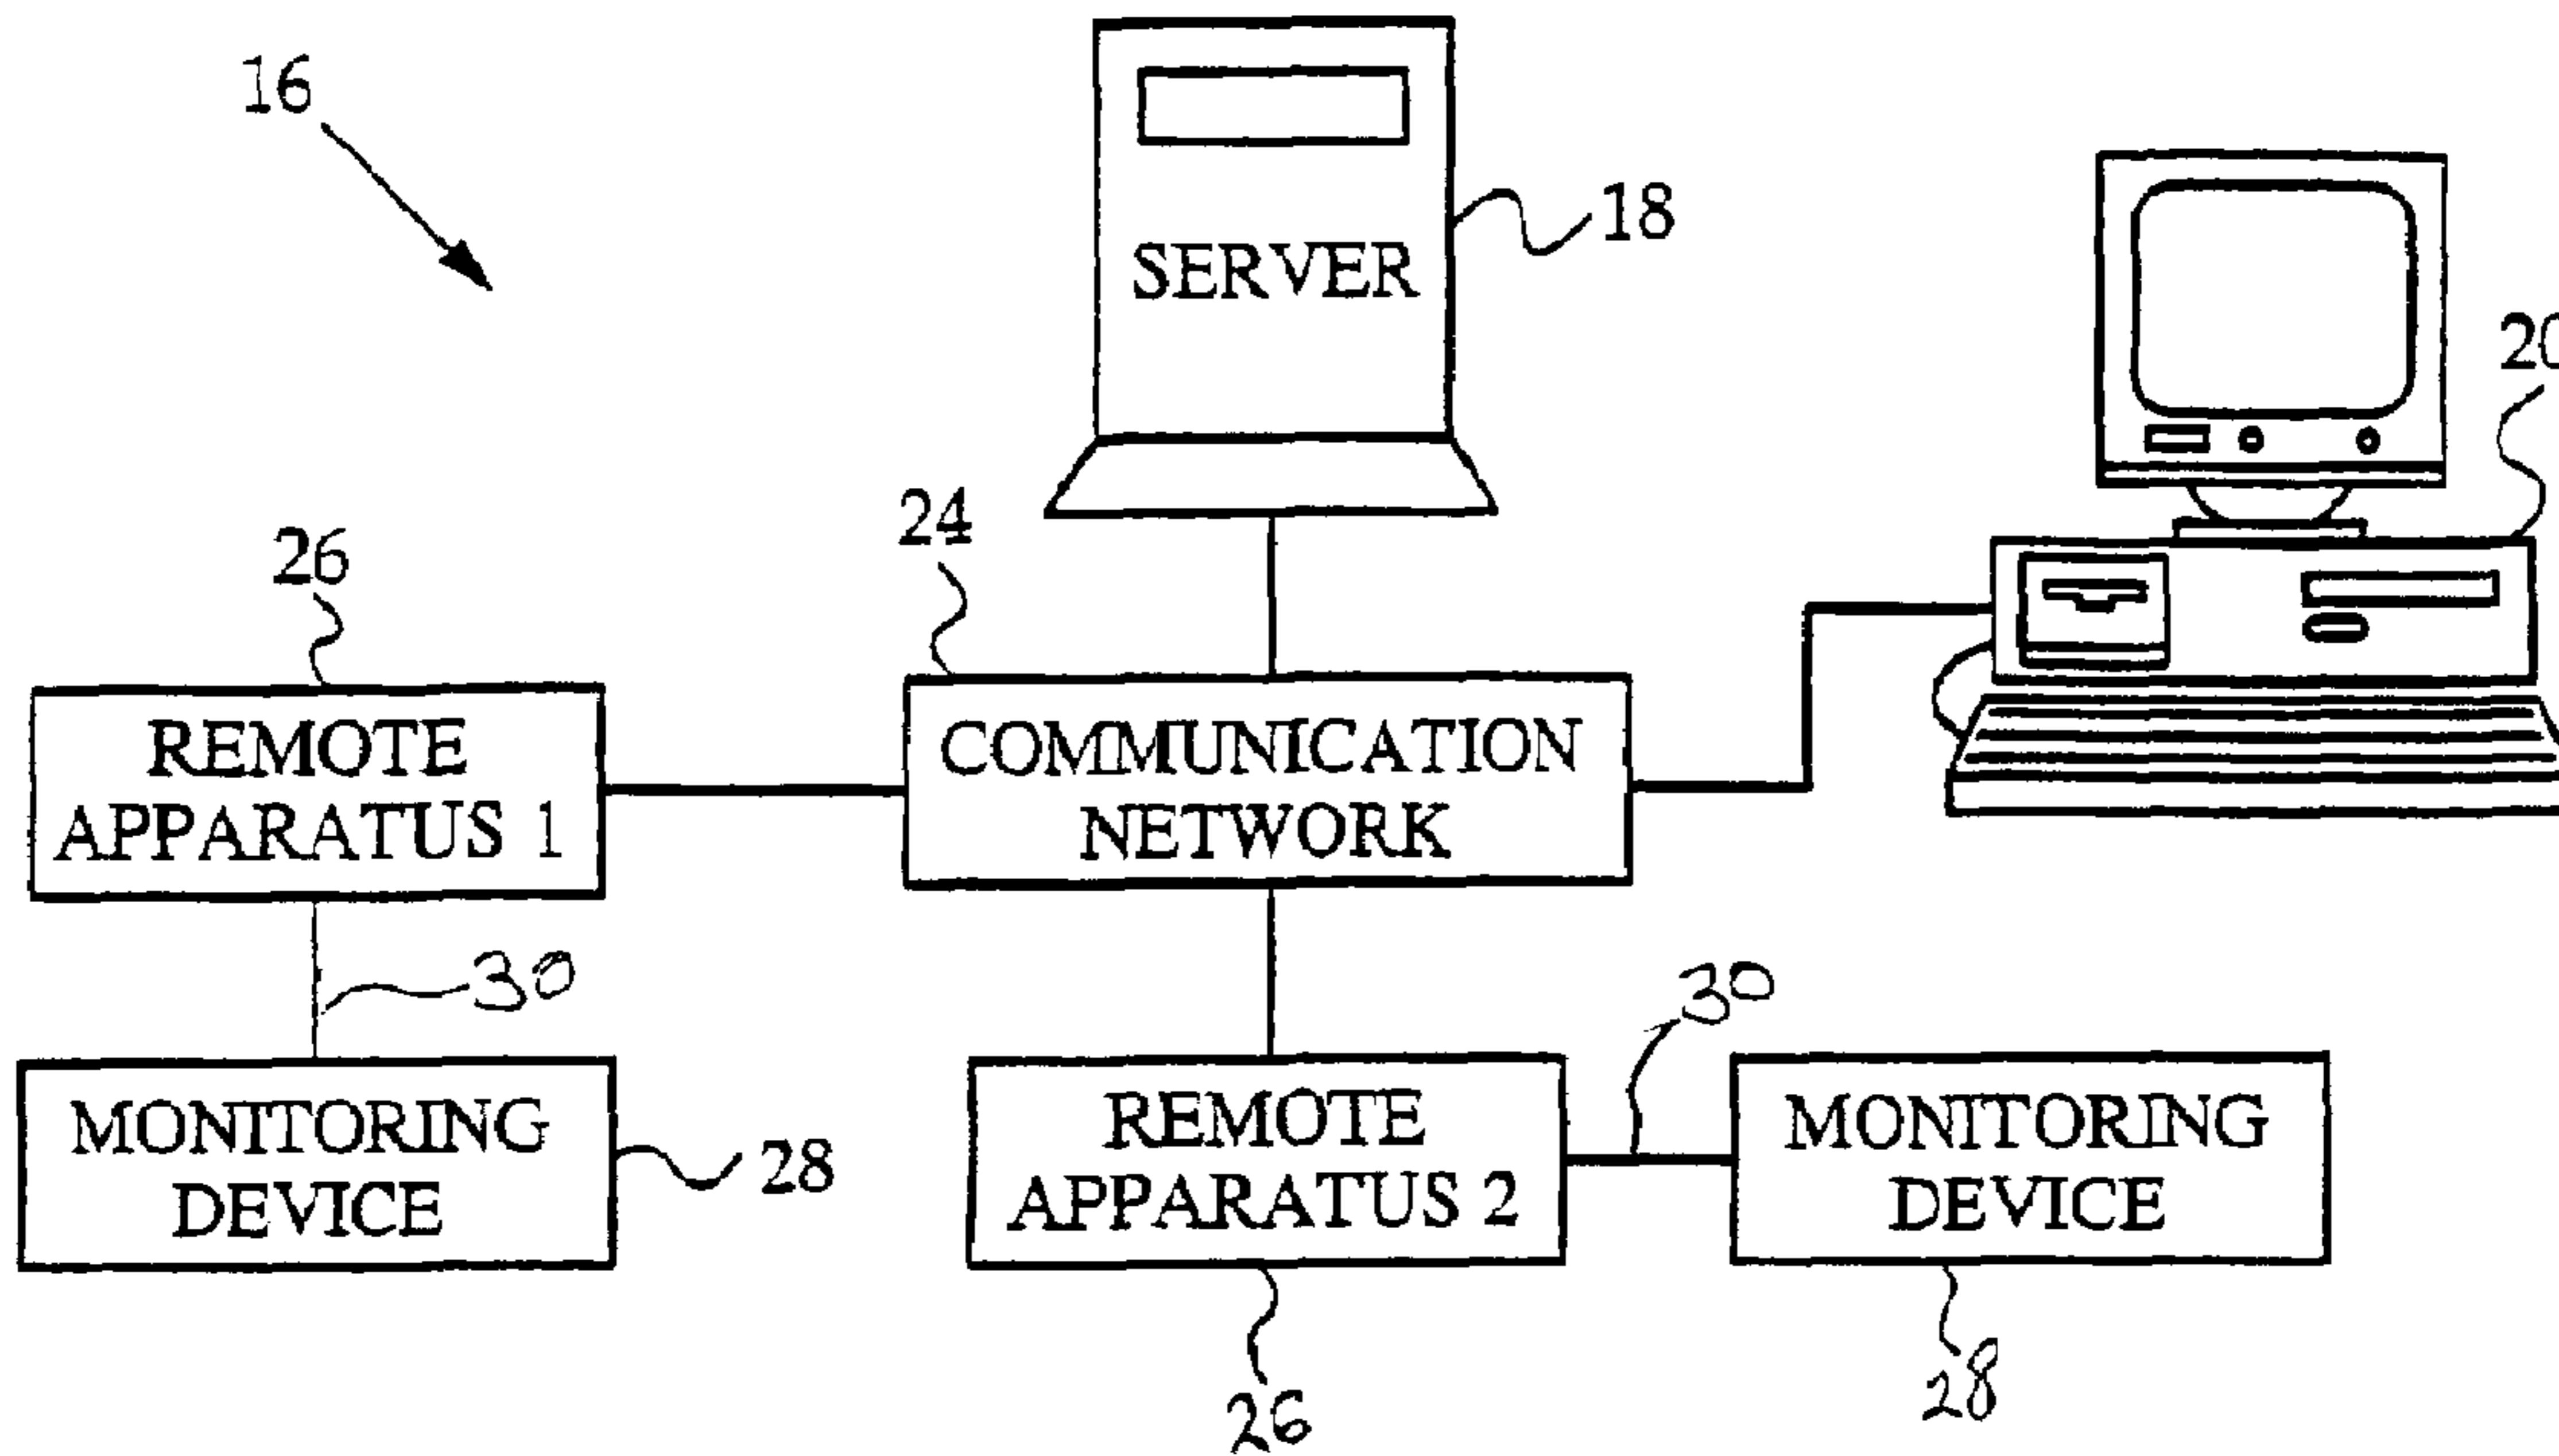 16
SERVER
18
20
24
26
REMOTE
APPARATUS 1
COMMUNICATION
NETWORK
30
30
MONITORING
DEVICE
28
REMOTE
APPARATUS 2
MONITORING
DEVICE
26
28